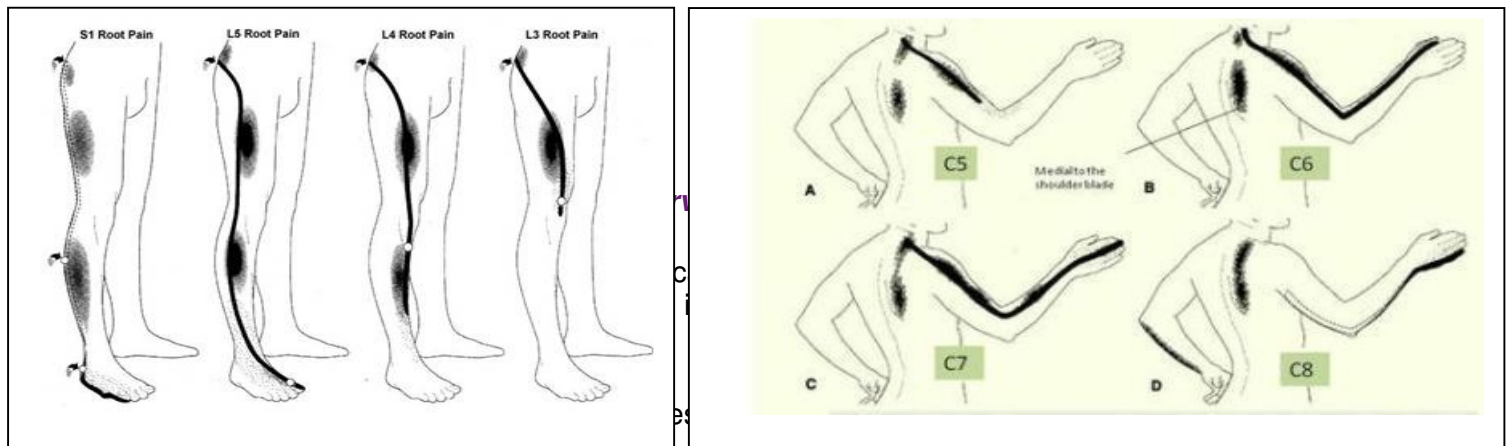 S1 Root Pain
L5 Root Pain
L4 Root Pain
L3 Root Pain
C5
Medial to the
shoulder blade
C6
A
B
C7
C8
C
D